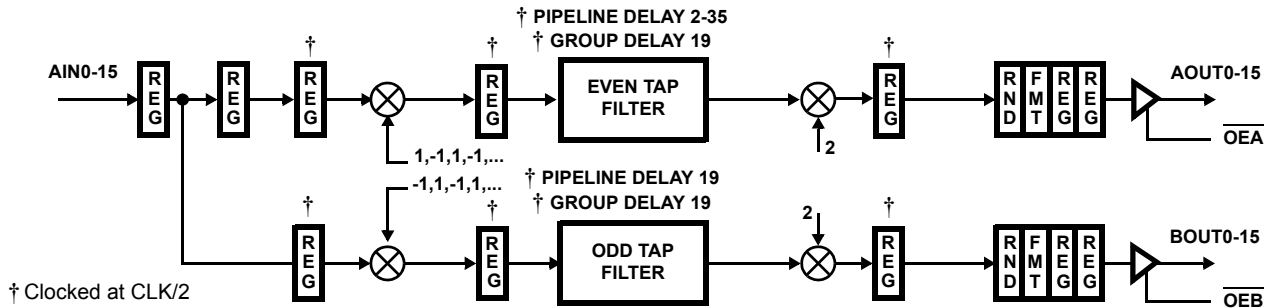 † PIPELINE DELAY 2-35
† GROUP DELAY 19
AIN0-15
REG
REG
†
REG
†
REG
EVEN TAP
FILTER
2
†
REG
RND
FMT
REG
REG
AOUT0-15
OEA
1,-1,1,-1,...
-1,1,-1,1,...
† PIPELINE DELAY 19
† GROUP DELAY 19
†
REG
†
REG
ODD TAP
FILTER
2
†
REG
RND
FMT
REG
REG
BOUT0-15
OEB
† Clocked at CLK/2